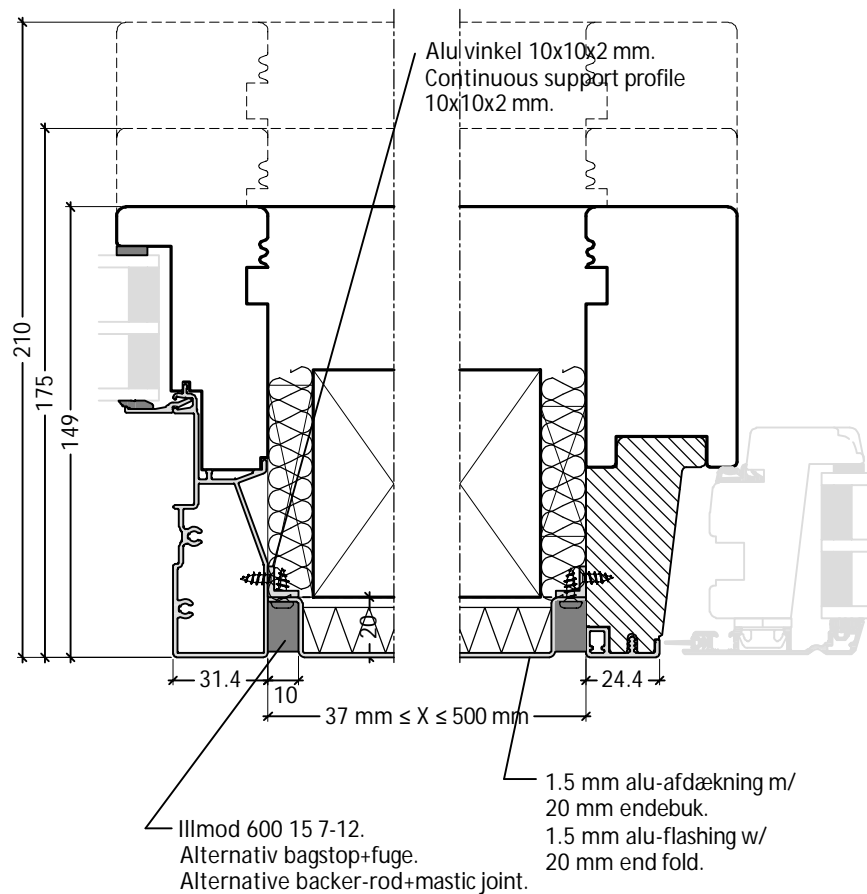 Alu vinkel 10x10x2 mm.
Continuous support profile
10x10x2 mm.
210
175
149
20
31.4
10
24.4
37 mm ≤ X ≤ 500 mm
1.5 mm alu-afdækning m/
20 mm endebuk.
1.5 mm alu-flashing w/
20 mm end fold.
Illmod 600 15 7-12.
Alternativ bagstop+fuge.
Alternative backer-rod+mastic joint.